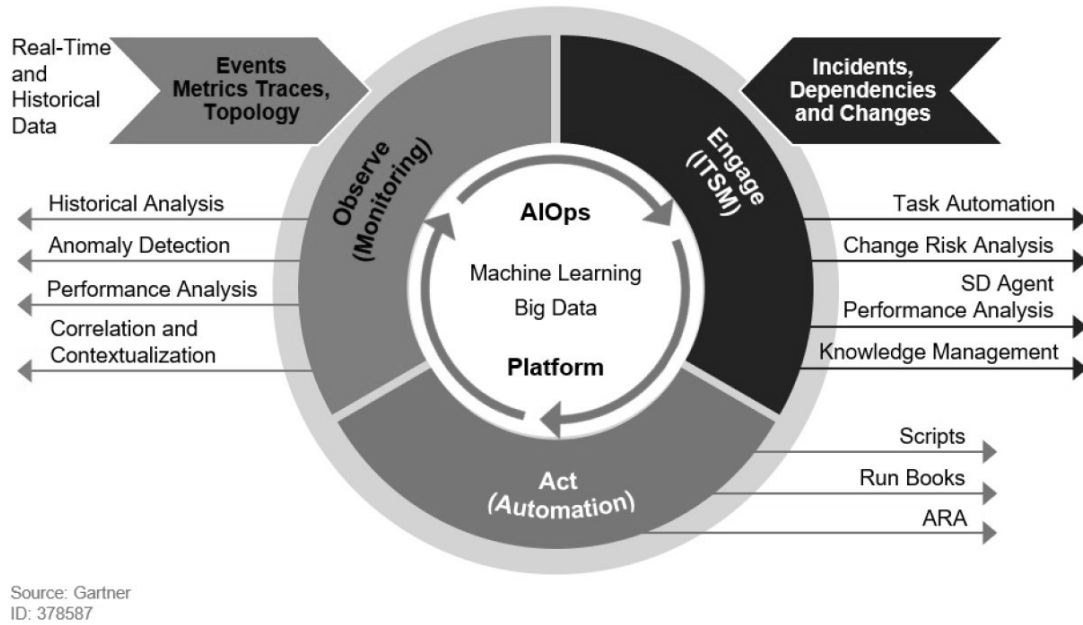 Real-Time
and
Historical
Data
Events
Metrics Traces,
Topology
Incidents,
Dependencies
and Changes
Observe
(Monitoring)
Engage
(ITSM)
AIOps
Machine Learning
Big Data
Platform
Act
(Automation)
Historical Analysis
Anomaly Detection
Performance Analysis
Correlation and
Contextualization
Task Automation
Change Risk Analysis
SD Agent
Performance Analysis
Knowledge Management
Scripts
Run Books
ARA
Source: Gartner
ID: 378587